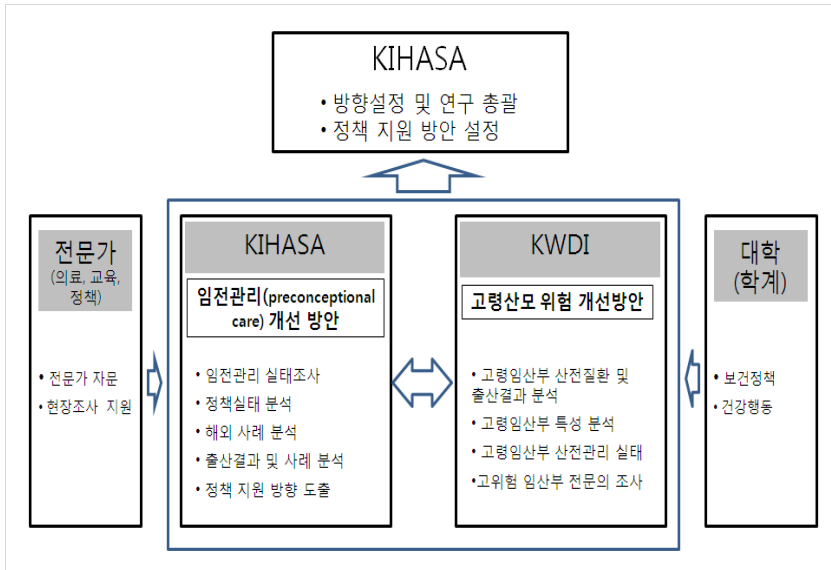 KIHASA
• 방향설정 및 연구 총괄
• 정책 지원 방안 설정
전문가
(의료, 교육,
정책)
• 전문가 자문
• 현장조사 지원
KIHASA
임전관리(preconceptional
care) 개선 방안
• 임전관리 실태조사
• 정책실태 분석
• 해외 사례 분석
• 출산결과 및 사례 분석
• 정책 지원 방향 도출
KWDI
고령산모 위험 개선방안
• 고령임산부 산전질환 및
출산결과 분석
• 고령임산부 특성 분석
• 고령임산부 산전관리 실태
•고위험 임산부 전문의 조사
대학
(학계)
• 보건정책
• 건강행동